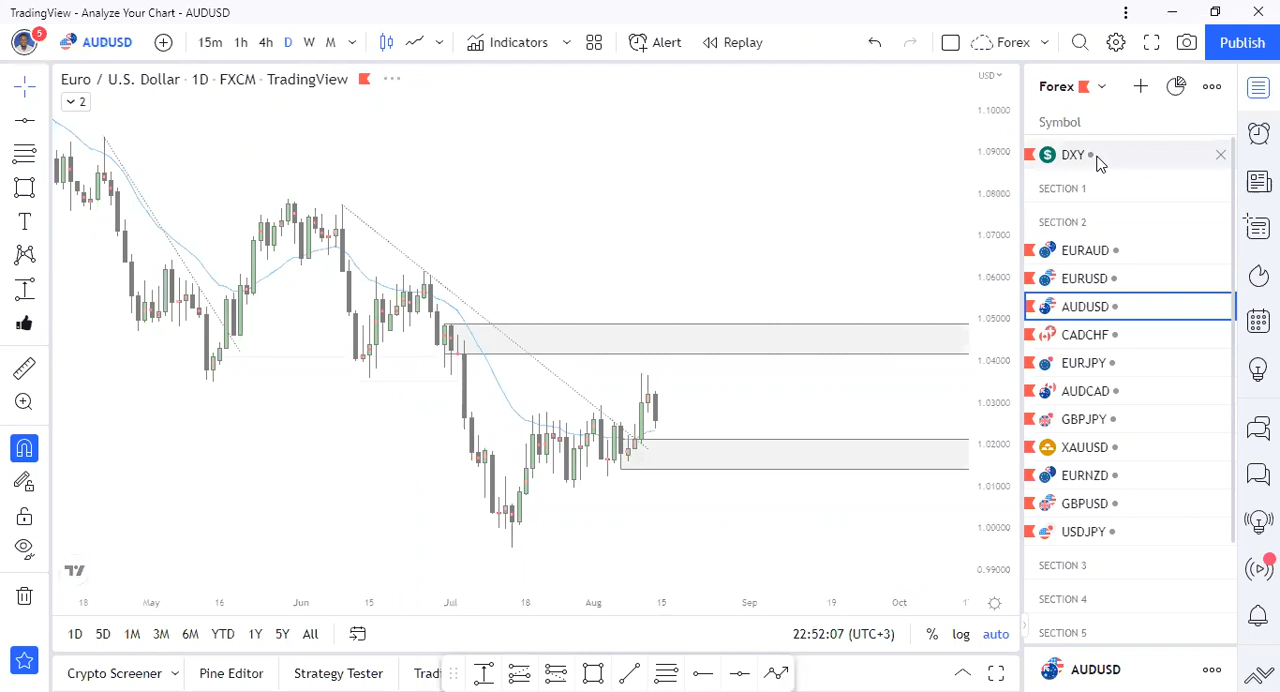 TradingView - Analyze Your Chart - AUDUSD
5 AUDUSD 15m 1h 4h D W M Indicators Alert Replay Forex Publish
Euro / U.S. Dollar · 1D · FXCM · TradingView
2
USD
1.10000
1.09000
1.08000
1.07000
1.06000
1.05000
1.04000
1.03000
1.02000
1.01000
1.00000
0.99000
18 May 16 Jun 15 Jul 18 Aug 15 Sep 19 Oct
1D 5D 1M 3M 6M YTD 1Y 5Y All 22:52:07 (UTC+3) % log auto
Crypto Screener Pine Editor Strategy Tester
Forex
Symbol
DXY
SECTION 1
SECTION 2
EURAUD
EURUSD
AUDUSD
CADCHF
EURJPY
AUDCAD
GBPJPY
XAUUSD
EURNZD
GBPUSD
USDJPY
SECTION 3
SECTION 4
SECTION 5
AUDUSD